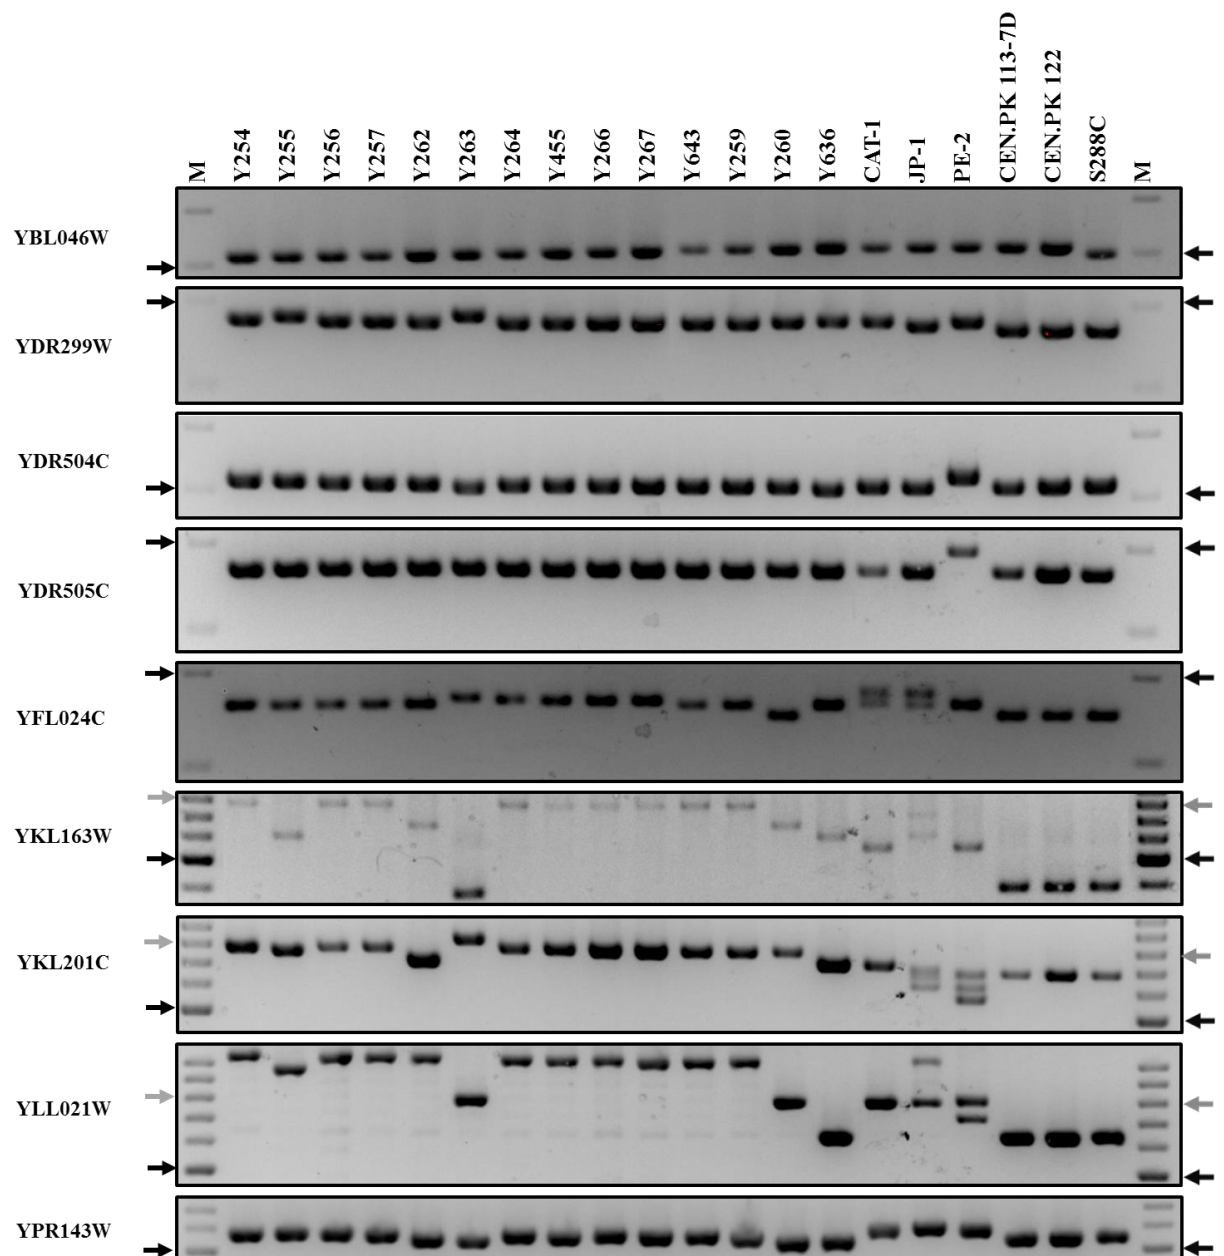 M
Y254
Y255
Y256
Y257
Y262
Y263
Y264
Y455
Y266
Y267
Y643
Y259
Y260
Y636
CAT-1
JP-1
PE-2
CEN.PK 113-7D
CEN.PK 122
S288C
M
YBL046W
YDR299W
YDR504C
YDR505C
YFL024C
YKL163W
YKL201C
YLL021W
YPR143W